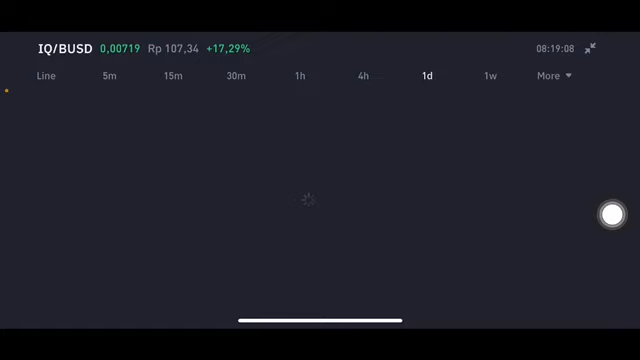 IQ/BUSD 0,00719 Rp 107,34 +17,29% 08:19:08
Line 5m 15m 30m 1h 4h 1d 1w More